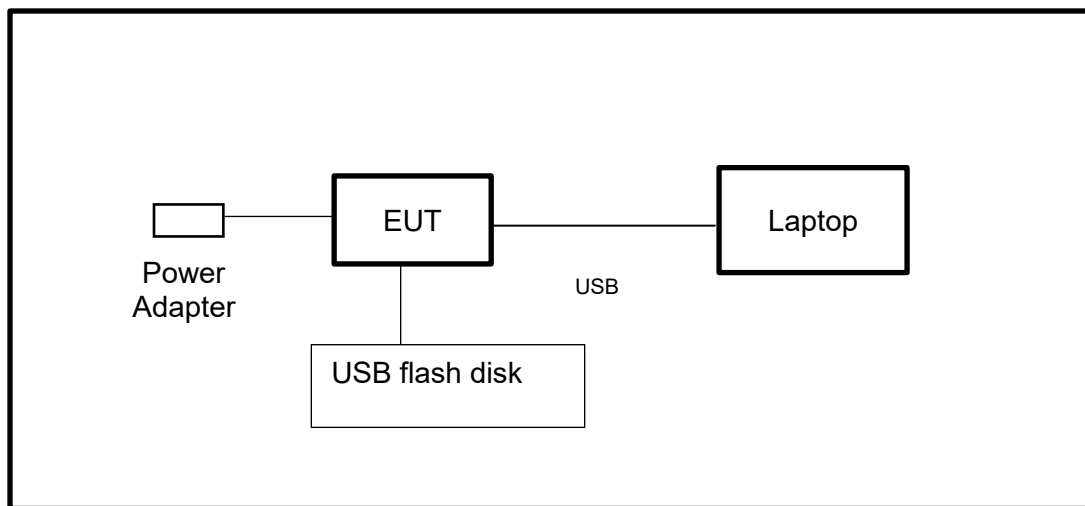 EUT
Laptop
Power
Adapter
USB
USB flash disk